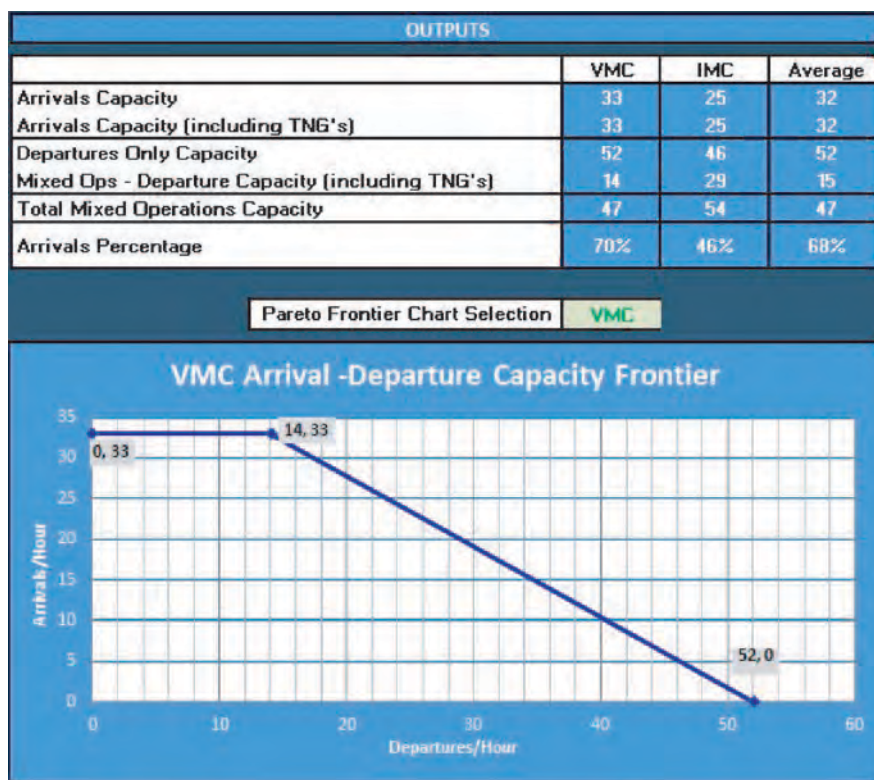 OUTPUTS
VMC IMC Average
Arrivals Capacity 33 25 32
Arrivals Capacity (including TNG's) 33 25 32
Departures Only Capacity 52 46 52
Mixed Ops - Departure Capacity (including TNG's) 14 29 15
Total Mixed Operations Capacity 47 54 47
Arrivals Percentage 70% 46% 68%
Pareto Frontier Chart Selection VMC
VMC Arrival -Departure Capacity Frontier
35
30
25
20
15
10
5
0
Arrivals/Hour
0, 33
14, 33
52, 0
0 10 20 30 40 50 60
Departures/Hour